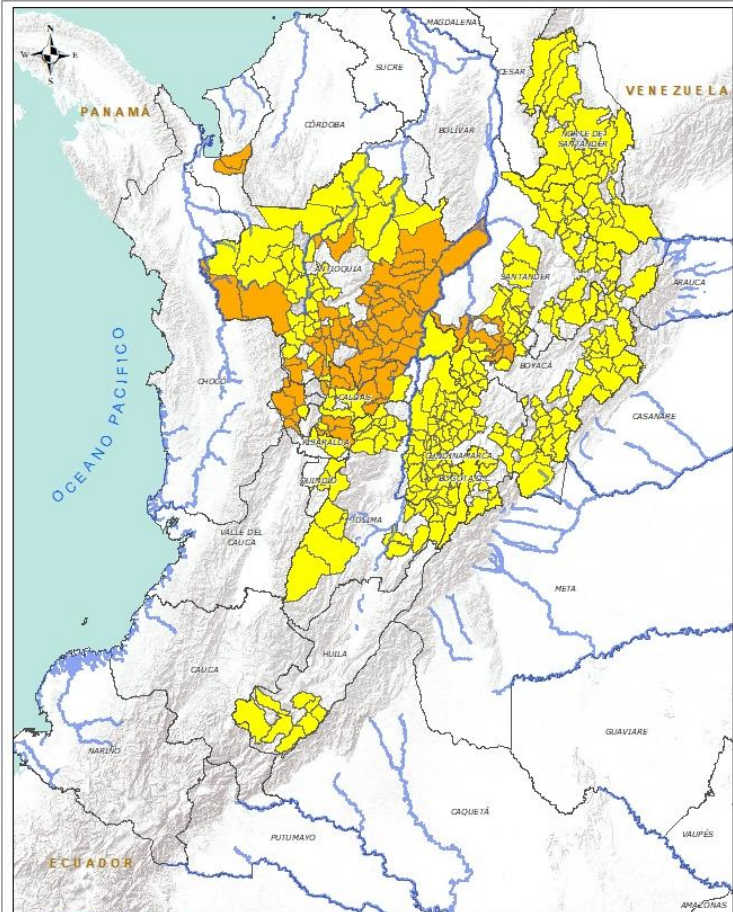 MAGDALENA
N
W E
S
SUCRE
CESAR
VENEZUELA
PANAMÁ
CÓRDOBA
BOLÍVAR
NORTE DE
SANTANDER
ANTIOQUIA
SANTANDER
ARAUCA
BOYACÁ
CHOCÓ
CALDAS
CASANARE
OCEANO PACIFICO
RISARALDA
CUNDINAMARCA
BOGOTÁ, D.C.
QUINDIO
TOLIMA
VALLE DEL
CAUCA
META
HUILA
CAUCA
GUAVIARE
NARIÑO
CAQUETÁ
PUTUMAYO
VAUPÉS
ECUADOR
AMAZONAS